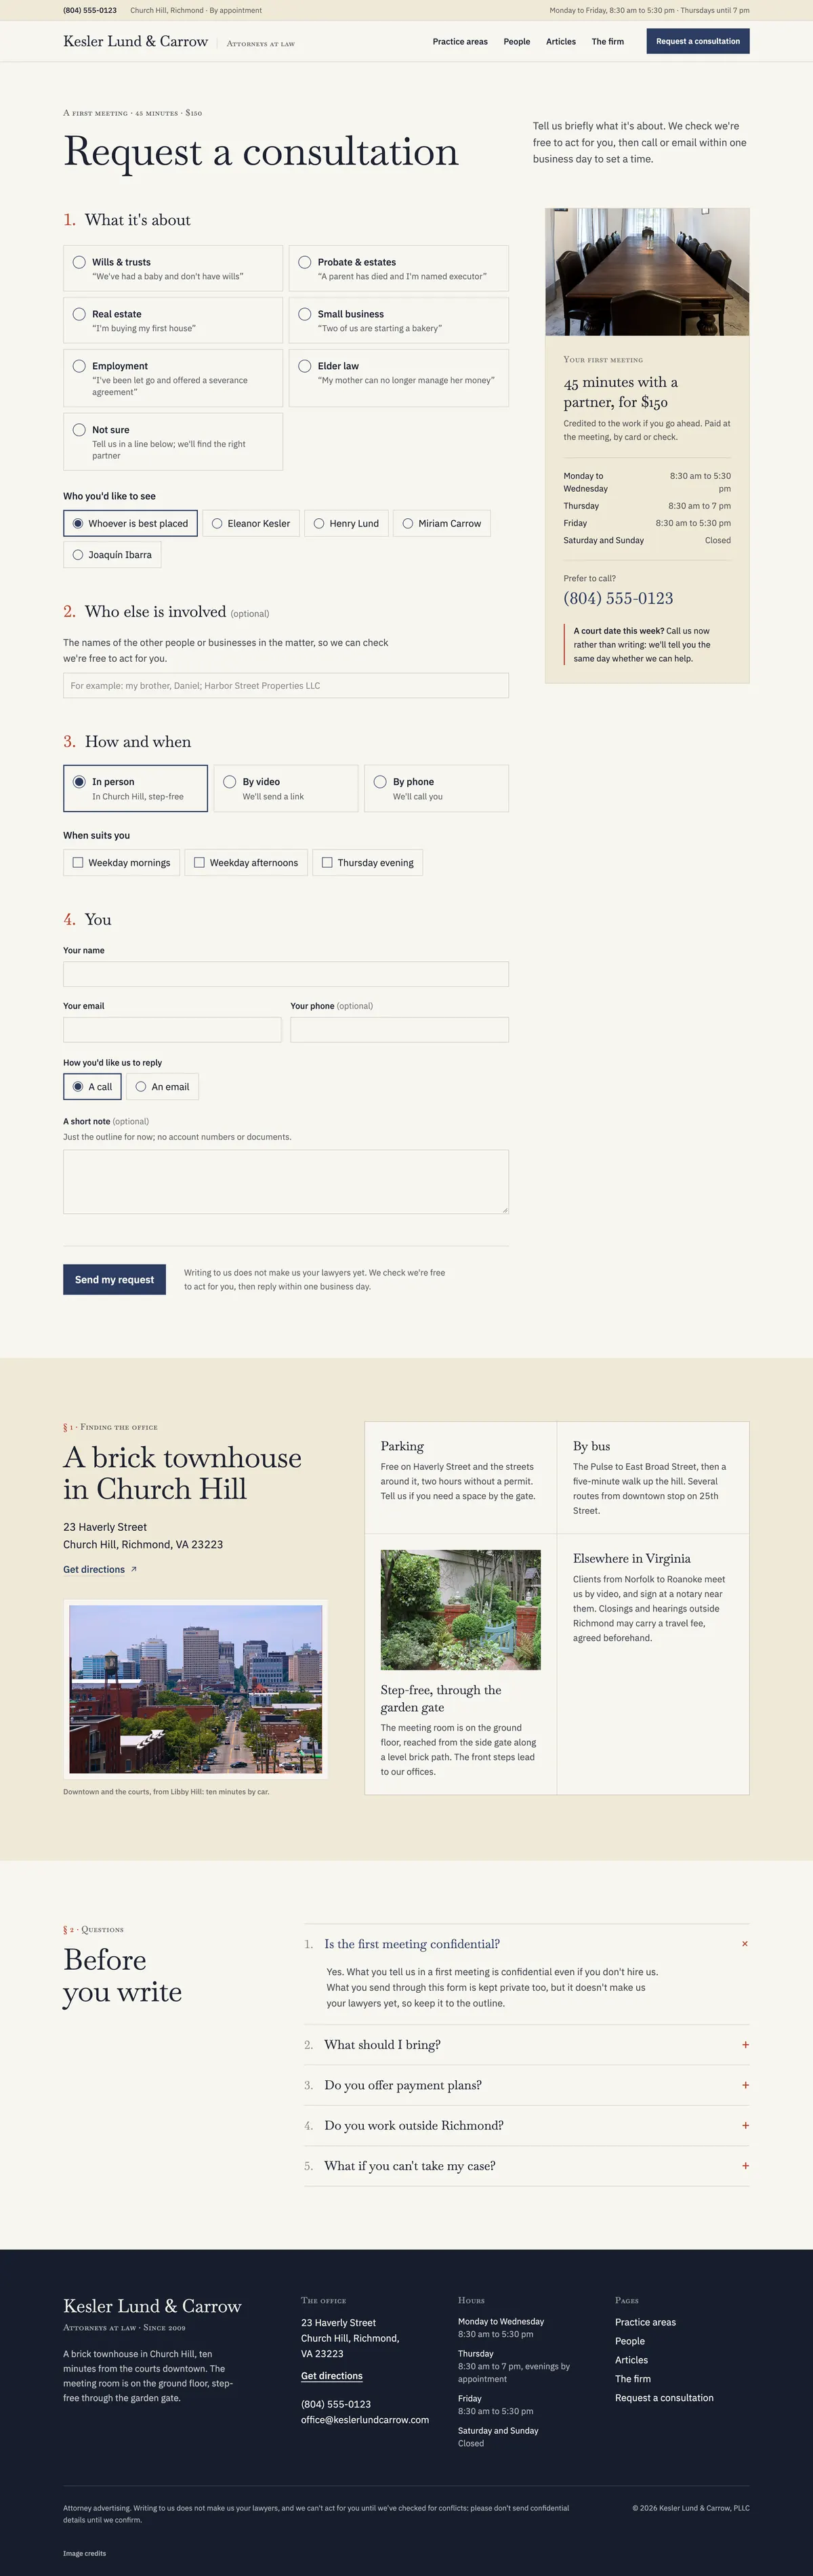 (804) 555-0123
Church Hill, Richmond · By appointment
Monday to Friday, 8:30 am to 5:30 pm · Thursdays until 7 pm
Kesler Lund & Carrow
Attorneys at law
Practice areas
People
Articles
The firm
Request a consultation
A first meeting · 45 minutes · $150
Request a consultation
Tell us briefly what it's about. We check we're
free to act for you, then call or email within one
business day to set a time.
1. What it's about
Wills & trusts
“We've had a baby and don't have wills”
Probate & estates
“A parent has died and I'm named executor”
Real estate
“I'm buying my first house”
Small business
“Two of us are starting a bakery”
Employment
“I've been let go and offered a severance
agreement”
Elder law
“My mother can no longer manage her money”
Not sure
Tell us in a line below; we'll find the right
partner
Who you'd like to see
Whoever is best placed
Eleanor Kesler
Henry Lund
Miriam Carrow
Joaquín Ibarra
2. Who else is involved (optional)
The names of the other people or businesses in the matter, so we can check
we're free to act for you.
For example: my brother, Daniel; Harbor Street Properties LLC
3. How and when
In person
In Church Hill, step-free
By video
We'll send a link
By phone
We'll call you
When suits you
Weekday mornings
Weekday afternoons
Thursday evening
4. You
Your name
Your email
Your phone (optional)
How you'd like us to reply
A call
An email
A short note (optional)
Just the outline for now; no account numbers or documents.
Send my request
Writing to us does not make us your lawyers yet. We check we're free
to act for you, then reply within one business day.
Your first meeting
45 minutes with a
partner, for $150
Credited to the work if you go ahead. Paid at
the meeting, by card or check.
Monday to
Wednesday
8:30 am to 5:30
pm
Thursday
8:30 am to 7 pm
Friday
8:30 am to 5:30 pm
Saturday and Sunday
Closed
Prefer to call?
(804) 555-0123
A court date this week? Call us now
rather than writing: we'll tell you the
same day whether we can help.
§ 1 · Finding the office
A brick townhouse
in Church Hill
23 Haverly Street
Church Hill, Richmond, VA 23223
Get directions ↗
Downtown and the courts, from Libby Hill: ten minutes by car.
Parking
Free on Haverly Street and the streets
around it, two hours without a permit.
Tell us if you need a space by the gate.
By bus
The Pulse to East Broad Street, then a
five-minute walk up the hill. Several
routes from downtown stop on 25th
Street.
Step-free, through the
garden gate
The meeting room is on the ground
floor, reached from the side gate along
a level brick path. The front steps lead
to our offices.
Elsewhere in Virginia
Clients from Norfolk to Roanoke meet
us by video, and sign at a notary near
them. Closings and hearings outside
Richmond may carry a travel fee,
agreed beforehand.
§ 2 · Questions
Before
you write
1. Is the first meeting confidential?
Yes. What you tell us in a first meeting is confidential even if you don't hire us.
What you send through this form is kept private too, but it doesn't make us
your lawyers yet, so keep it to the outline.
2. What should I bring?
3. Do you offer payment plans?
4. Do you work outside Richmond?
5. What if you can't take my case?
Kesler Lund & Carrow
Attorneys at law · Since 2009
A brick townhouse in Church Hill, ten
minutes from the courts downtown. The
meeting room is on the ground floor, step-
free through the garden gate.
The office
23 Haverly Street
Church Hill, Richmond,
VA 23223
Get directions
(804) 555-0123
office@keslerlundcarrow.com
Hours
Monday to Wednesday
8:30 am to 5:30 pm
Thursday
8:30 am to 7 pm, evenings by
appointment
Friday
8:30 am to 5:30 pm
Saturday and Sunday
Closed
Pages
Practice areas
People
Articles
The firm
Request a consultation
Attorney advertising. Writing to us does not make us your lawyers, and we can't act for you until we've checked for conflicts: please don't send confidential
details until we confirm.
© 2026 Kesler Lund & Carrow, PLLC
Image credits